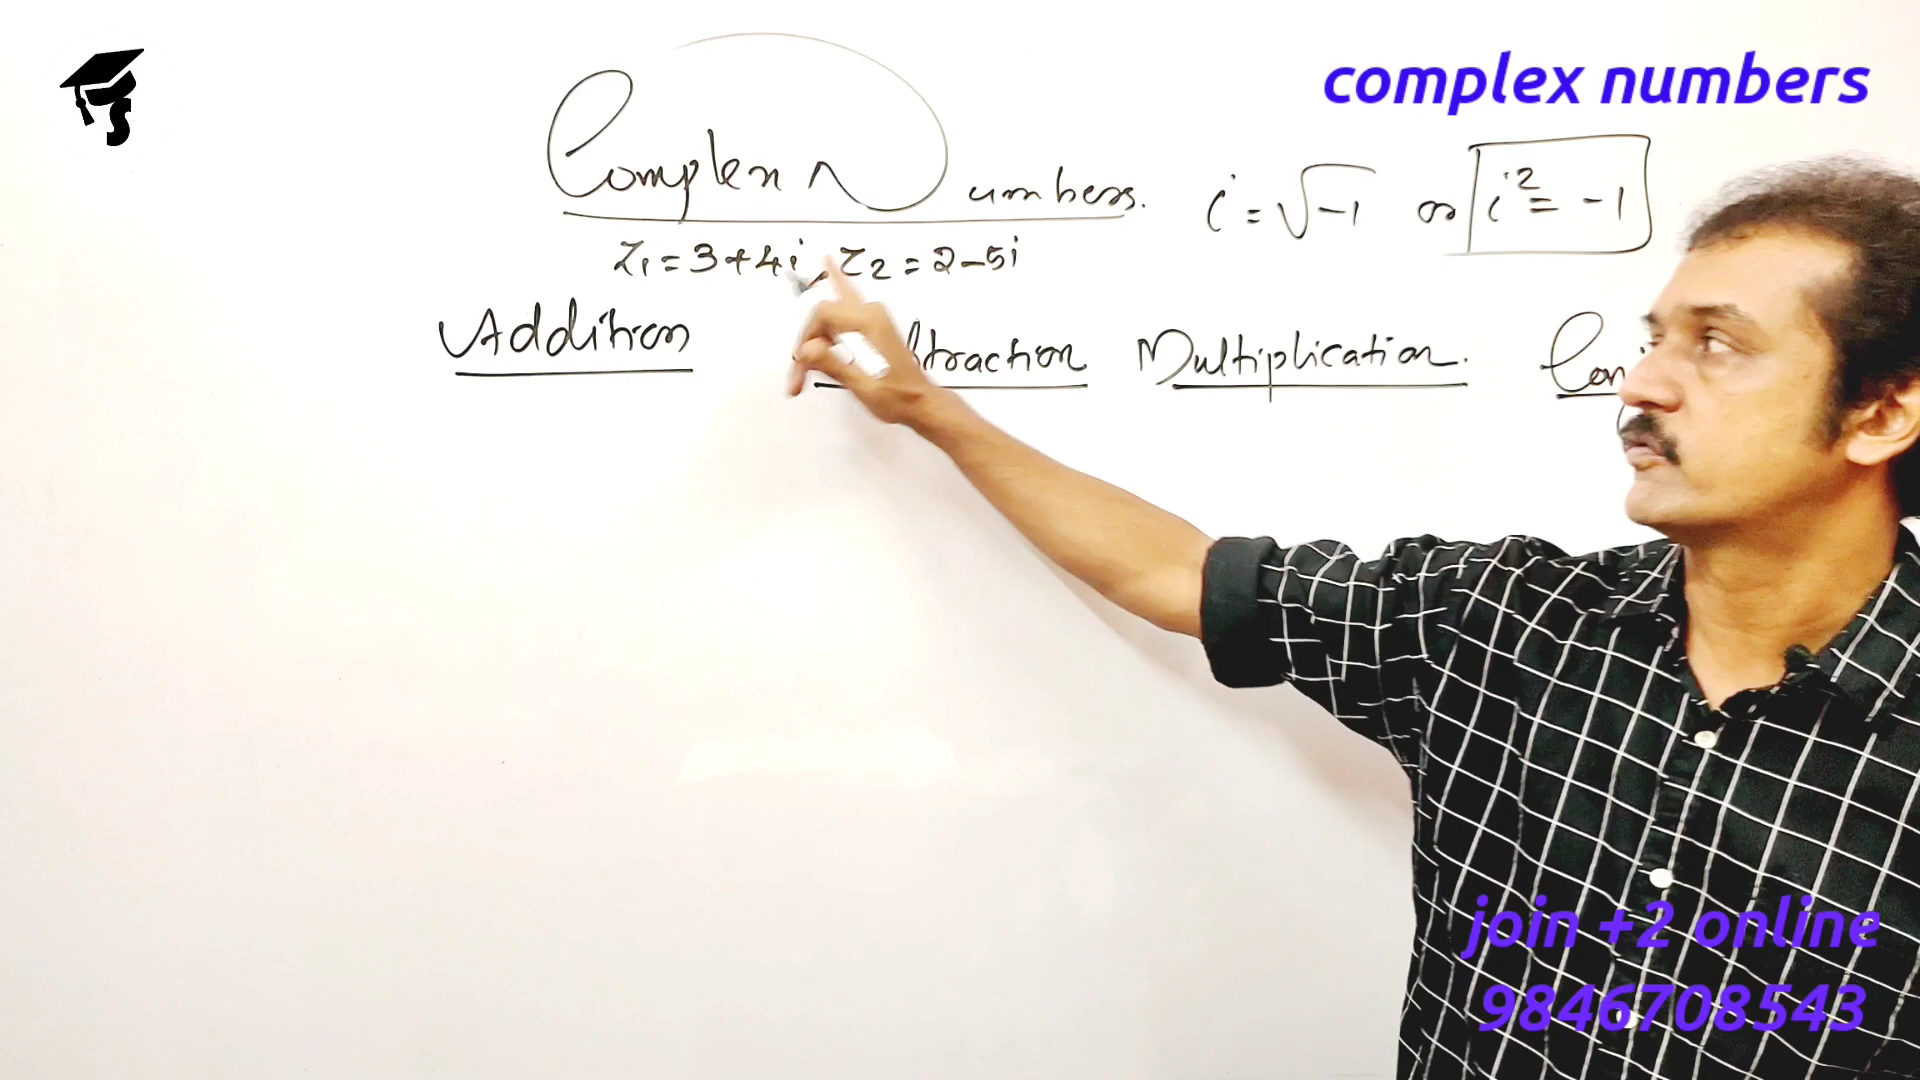 complex numbers
Complex Numbers. i = √-1 or i² = -1
Z₁ = 3+4i, Z₂ = 2-5i
Addition Multiplication.
join +2 online
9846708543